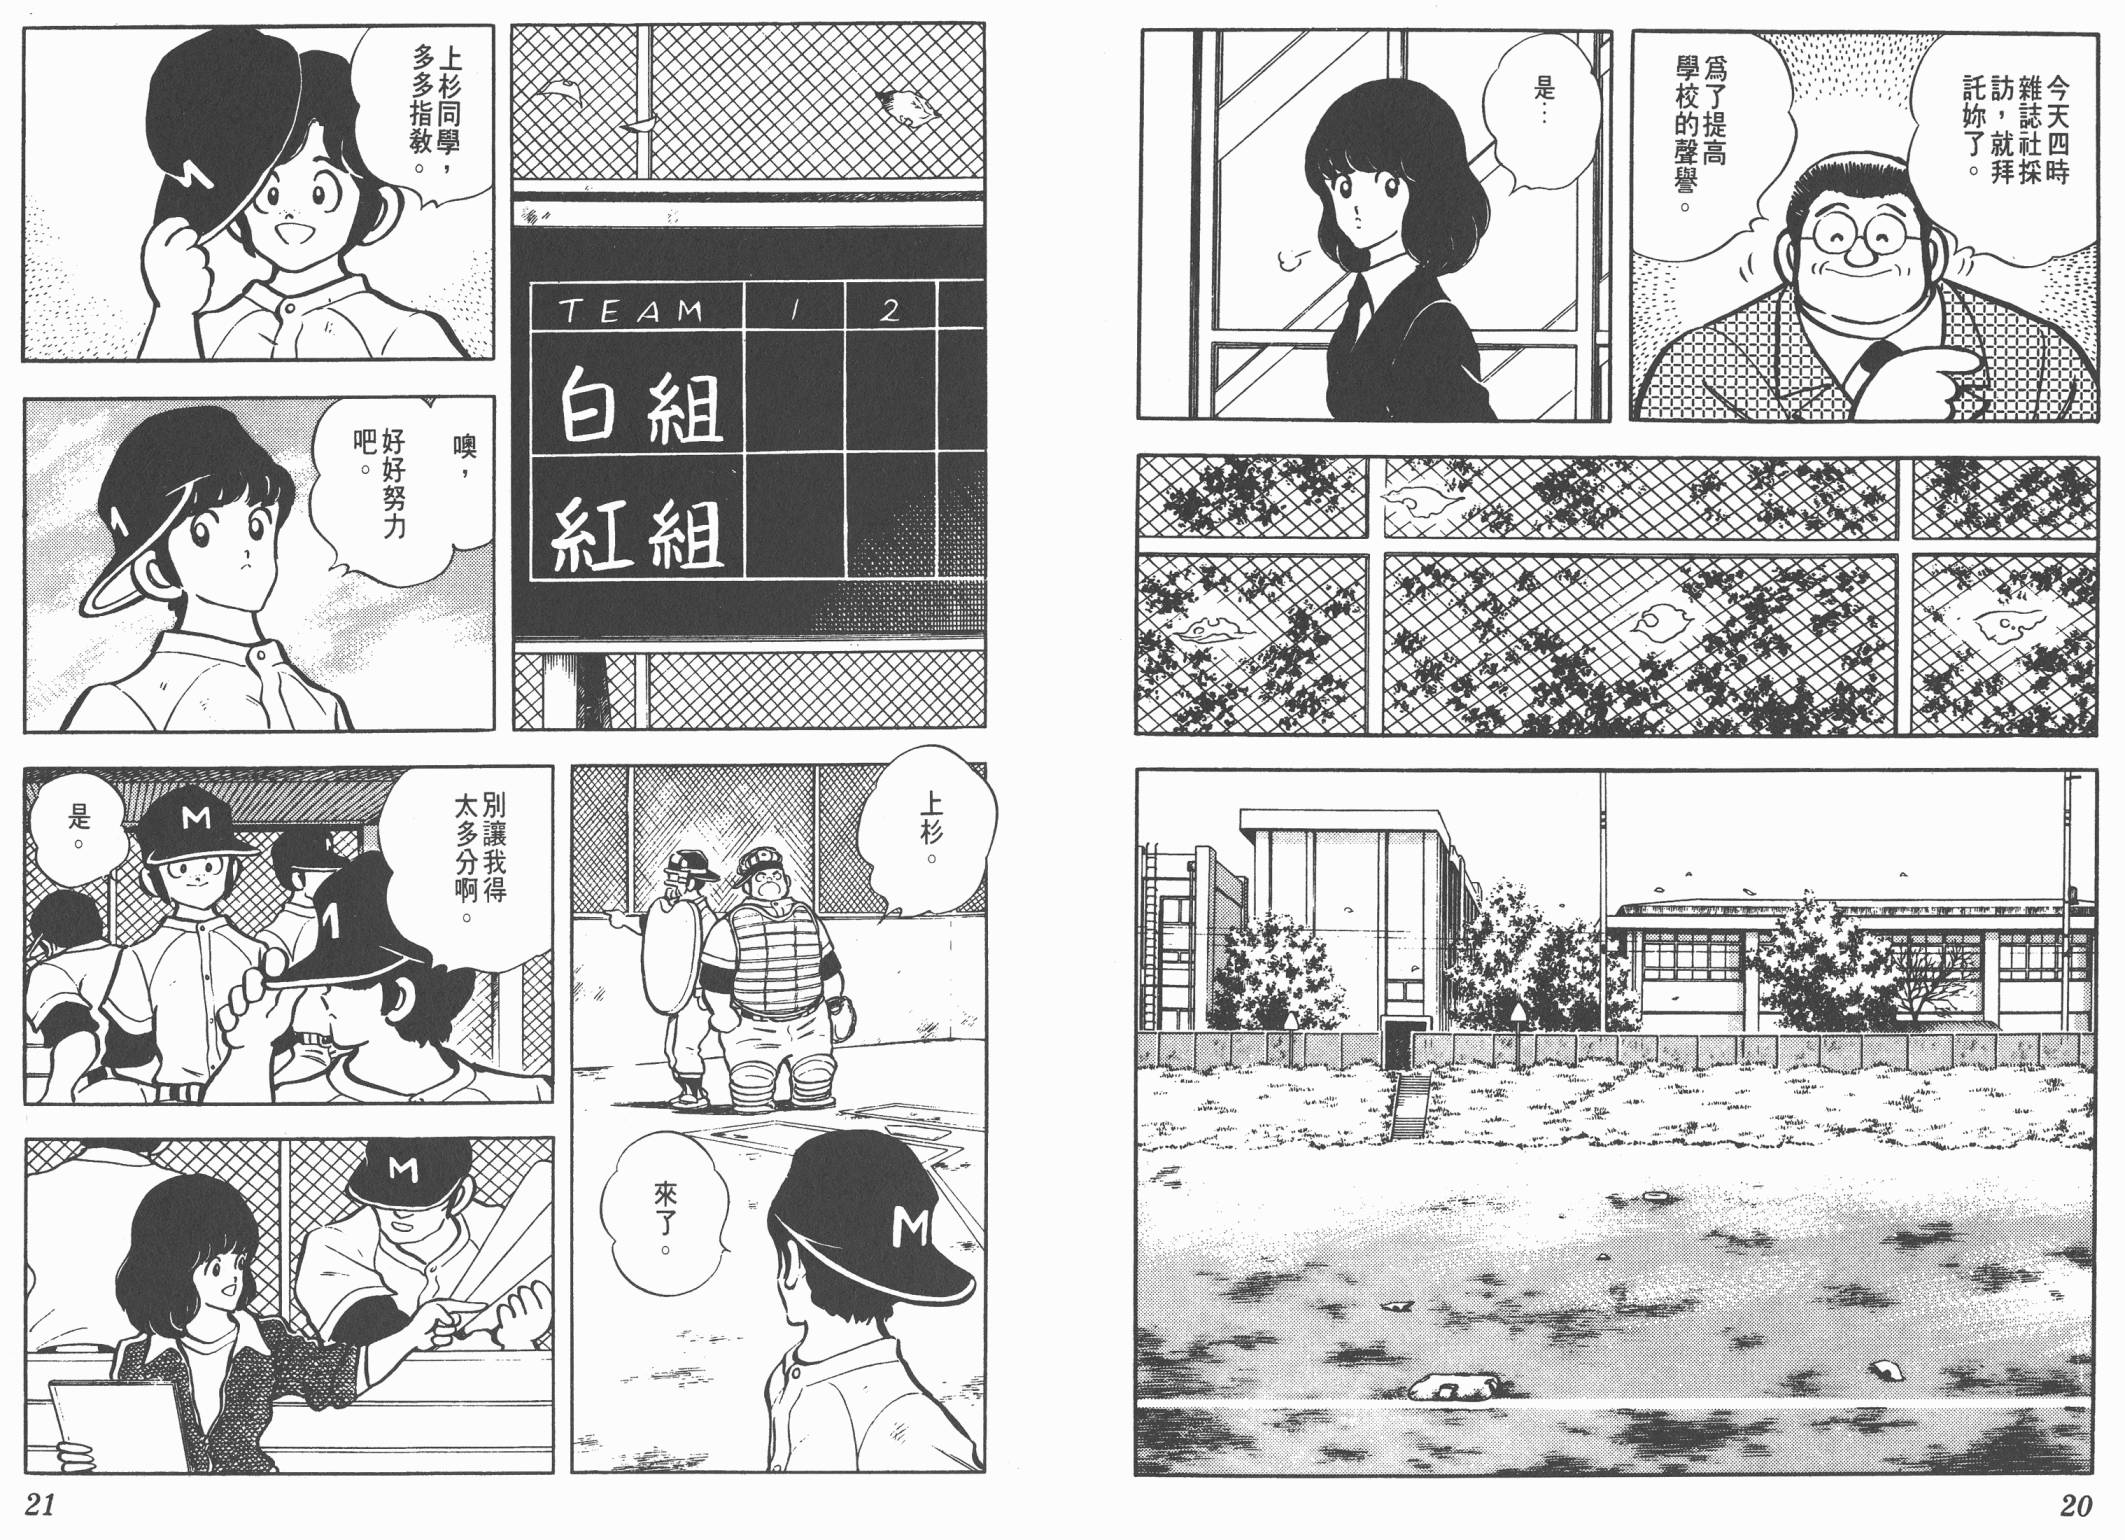 今天四時
雜誌社採
訪，就拜
託妳了。
爲了提高
學校的聲譽。
是…
20
TEAM 1 2
白組
紅組
上杉同學，
多多指教。
噢，
好好努力
吧。
上杉。
來了。
M
別讓我得
太多分啊。
是。
M
M
21